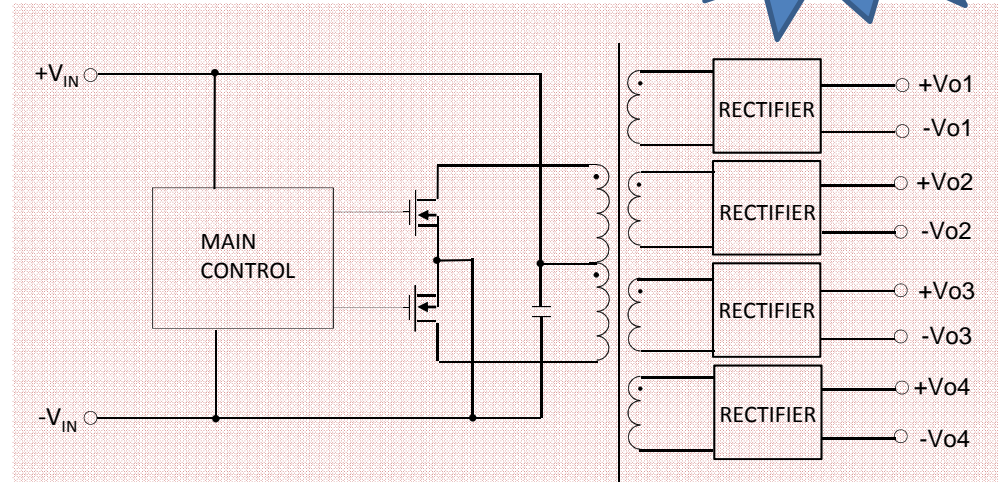 +VIN
MAIN
CONTROL
-VIN
RECTIFIER
+Vo1
-Vo1
RECTIFIER
+Vo2
-Vo2
RECTIFIER
+Vo3
-Vo3
RECTIFIER
+Vo4
-Vo4